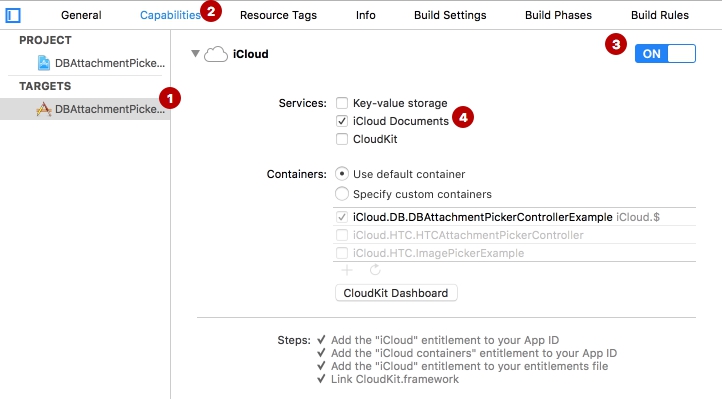 General Capabilities 2 Resource Tags Info Build Settings Build Phases Build Rules
PROJECT
DBAttachmentPicke...
TARGETS
1
DBAttachmentPicke...
iCloud
3
ON
Services: Key-value storage
iCloud Documents 4
CloudKit
Containers: Use default container
Specify custom containers
iCloud.DB.DBAttachmentPickerControllerExample iCloud.$
iCloud.HTC.HTCAttachmentPickerController
iCloud.HTC.ImagePickerExample
CloudKit Dashboard
Steps: ✓ Add the "iCloud" entitlement to your App ID
✓ Add the "iCloud containers" entitlement to your App ID
✓ Add the "iCloud" entitlement to your entitlements file
✓ Link CloudKit.framework